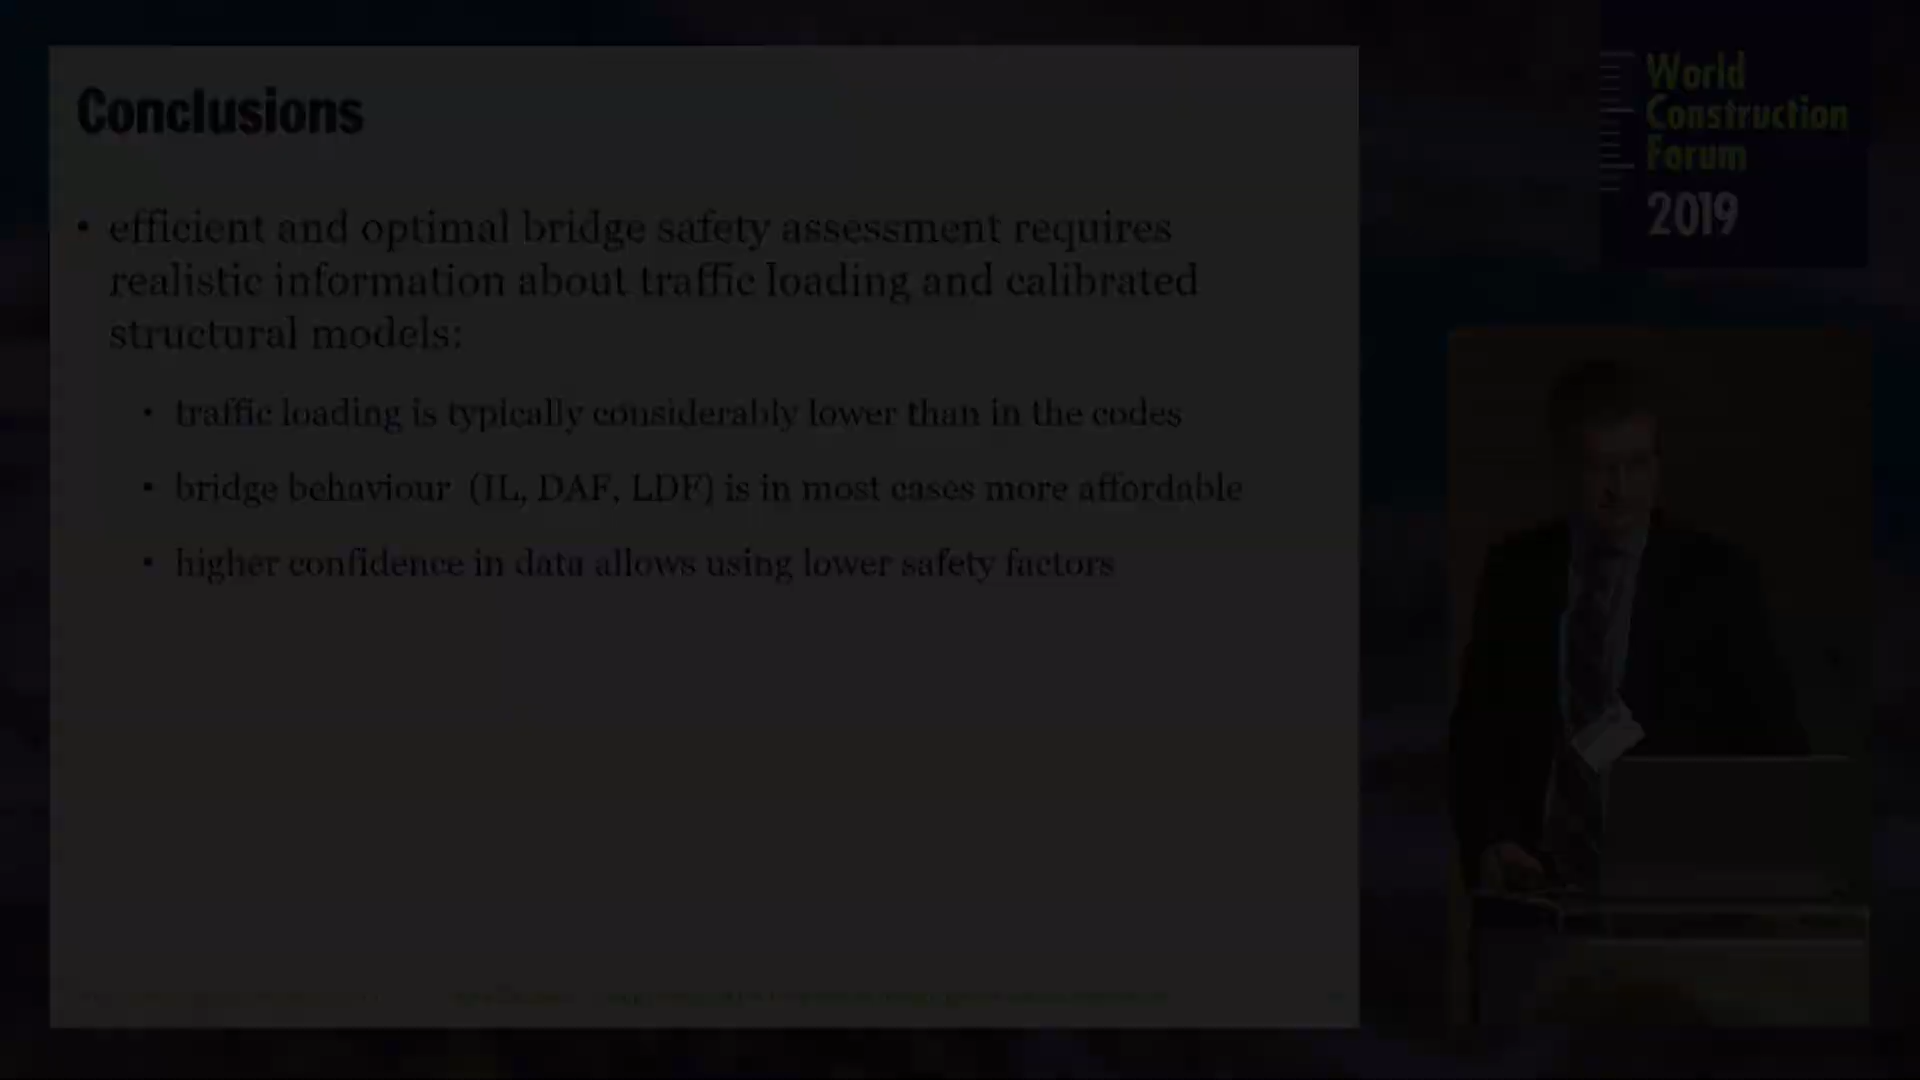 Conclusions
• efficient and optimal bridge safety assessment requires
realistic information about traffic loading and calibrated
structural models:
• traffic loading is typically considerably lower than in the codes
• bridge behaviour (IL, DAF, LDF) is in most cases more affordable
• higher confidence in data allows using lower safety factors
World
Construction
Forum
2019